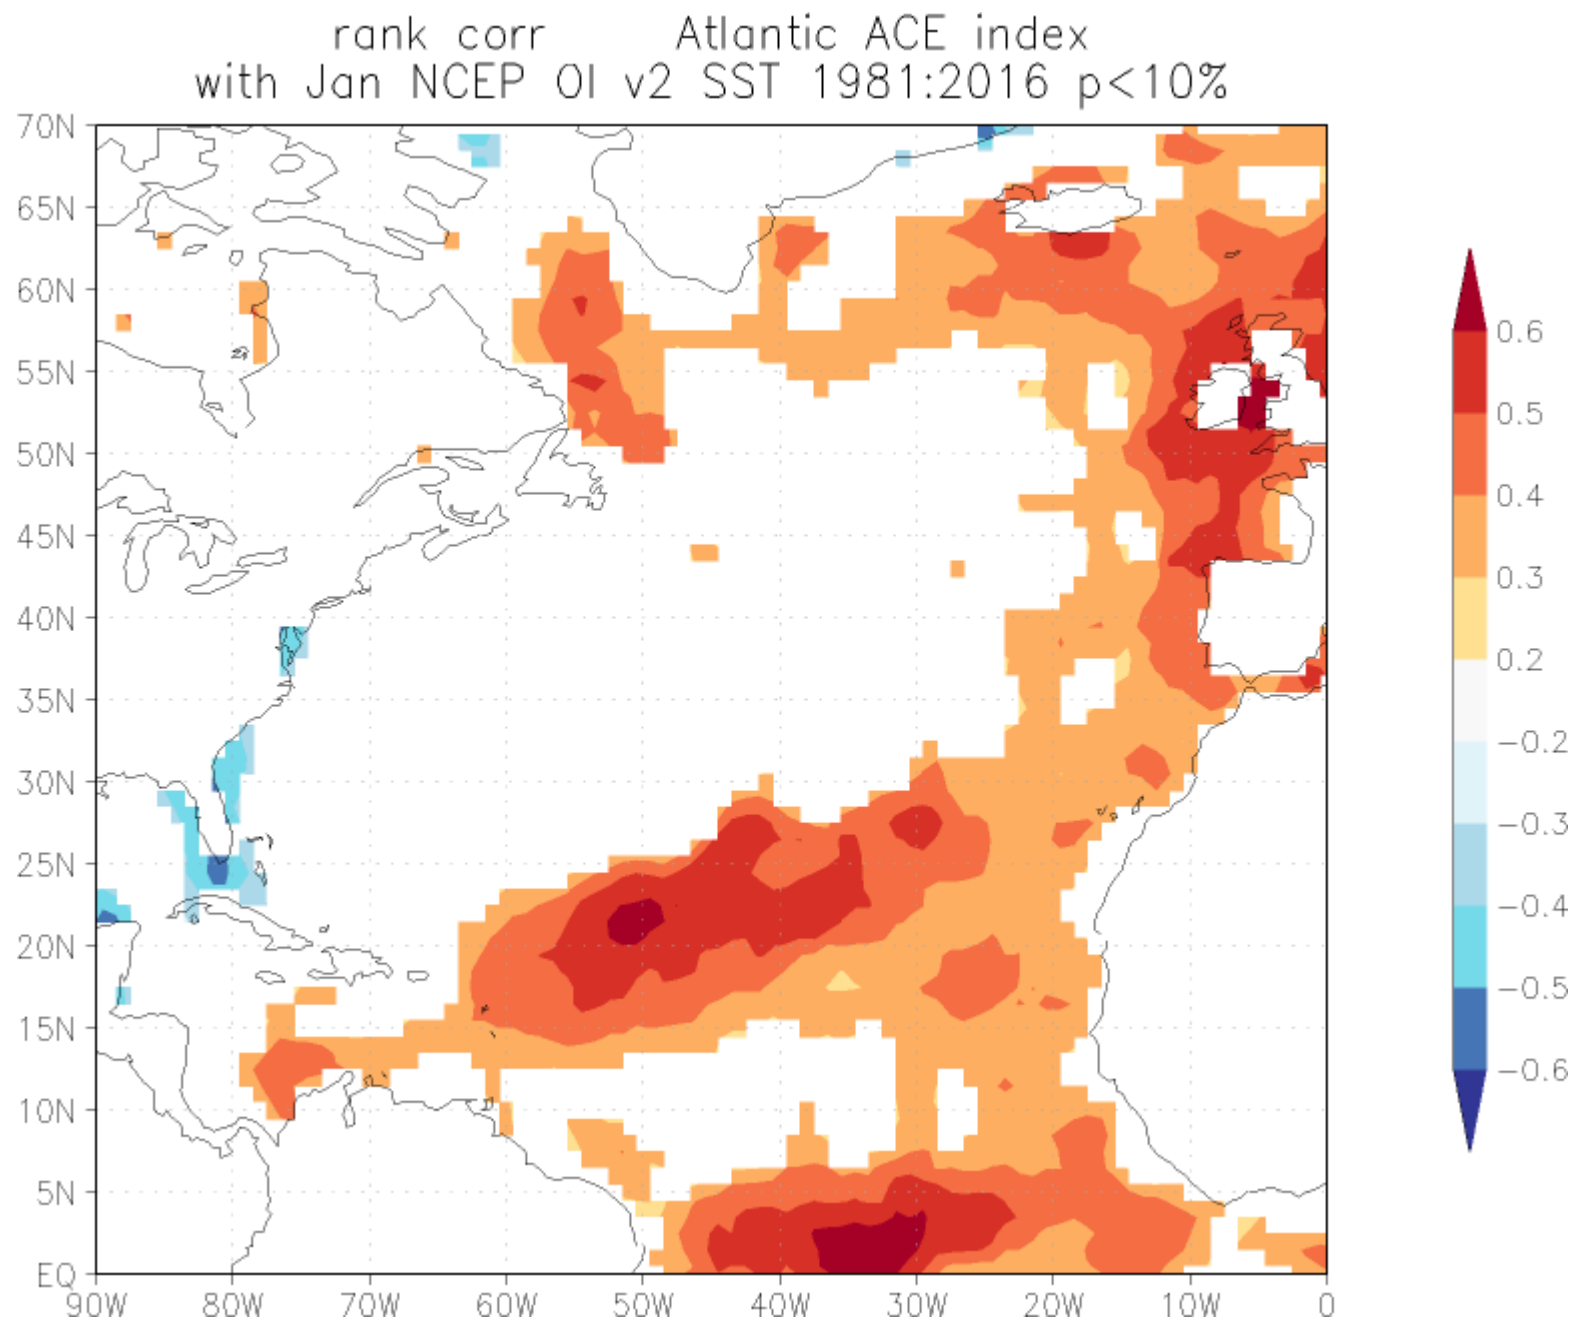 rank corr Atlantic ACE index
with Jan NCEP OI v2 SST 1981:2016 p<10%
70N
65N
60N
55N
50N
45N
40N
35N
30N
25N
20N
15N
10N
5N
EQ
90W 80W 70W 60W 50W 40W 30W 20W 10W 0
0.6
0.5
0.4
0.3
0.2
-0.2
-0.3
-0.4
-0.5
-0.6